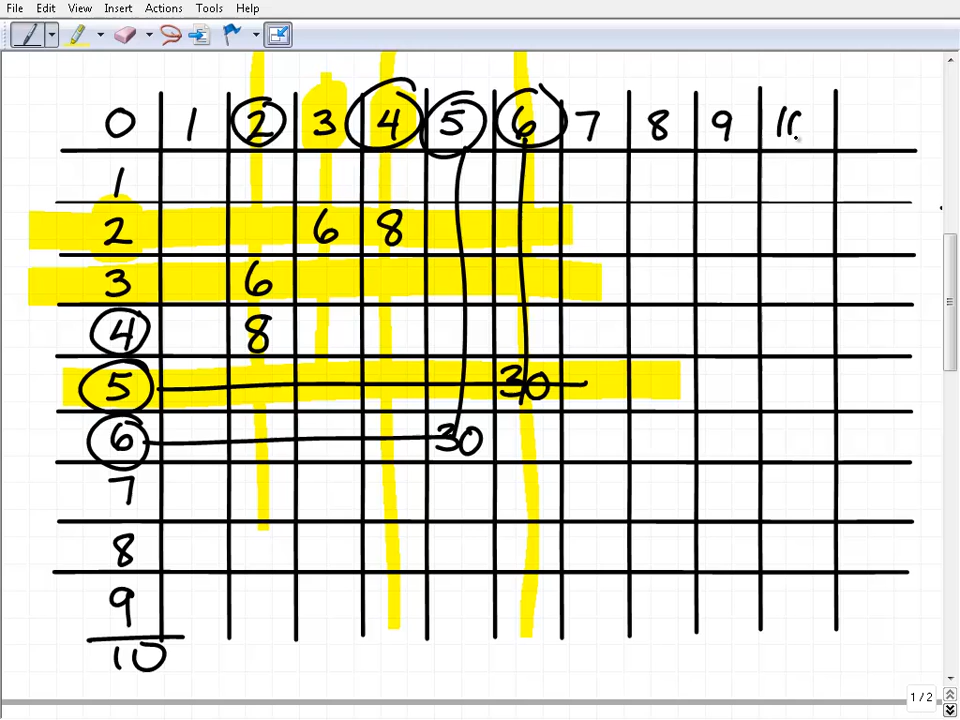 File Edit View Insert Actions Tools Help
0 1 2 3 4 5 6 7 8 9
1
2 6 8
3 6
4 8
5 30
6 30
7
8
9
10
1 / 2